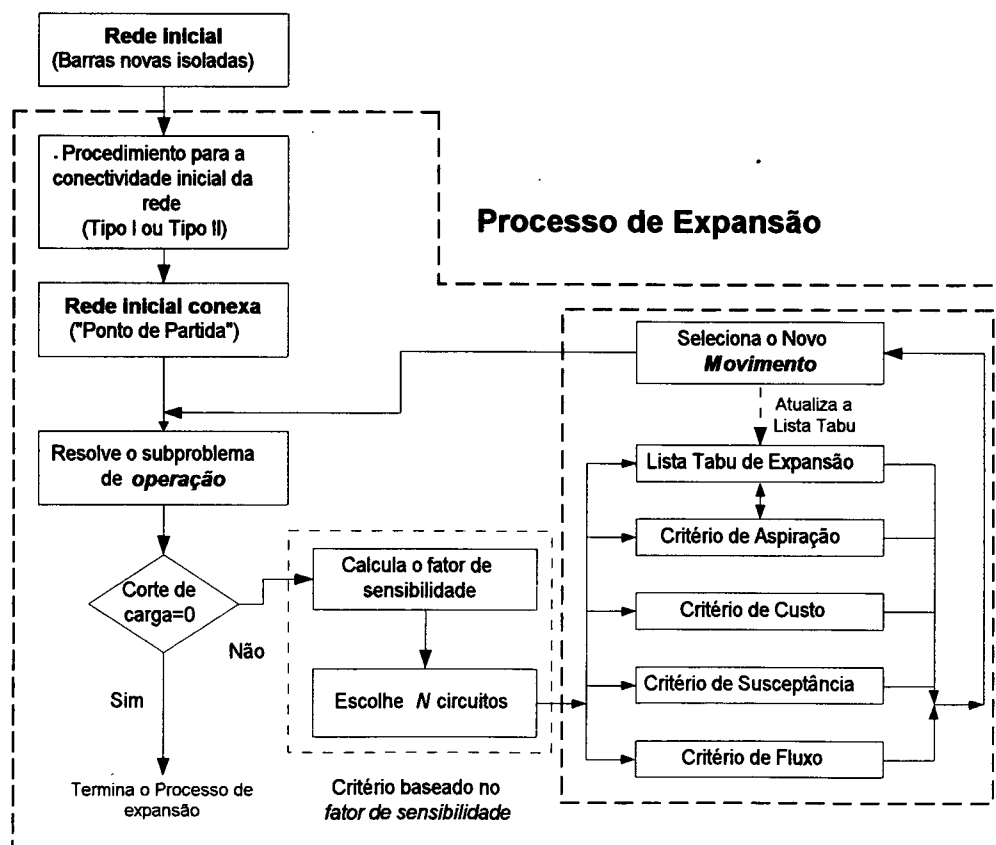 Rede inicial
(Barras novas isoladas)
. Procedimiento para a
conectividade inicial da
rede
(Tipo I ou Tipo II)
Processo de Expansão
Rede inicial conexa
("Ponto de Partida")
Seleciona o Novo
Movimento
Atualiza a
Lista Tabu
Resolve o subproblema
de operação
Lista Tabu de Expansão
Critério de Aspiração
Corte de
carga=0
Não
Sim
Calcula o fator de
sensibilidade
Escolhe N circuitos
Critério de Custo
Critério de Susceptância
Critério de Fluxo
Termina o Processo de
expansão
Critério baseado no
fator de sensibilidade